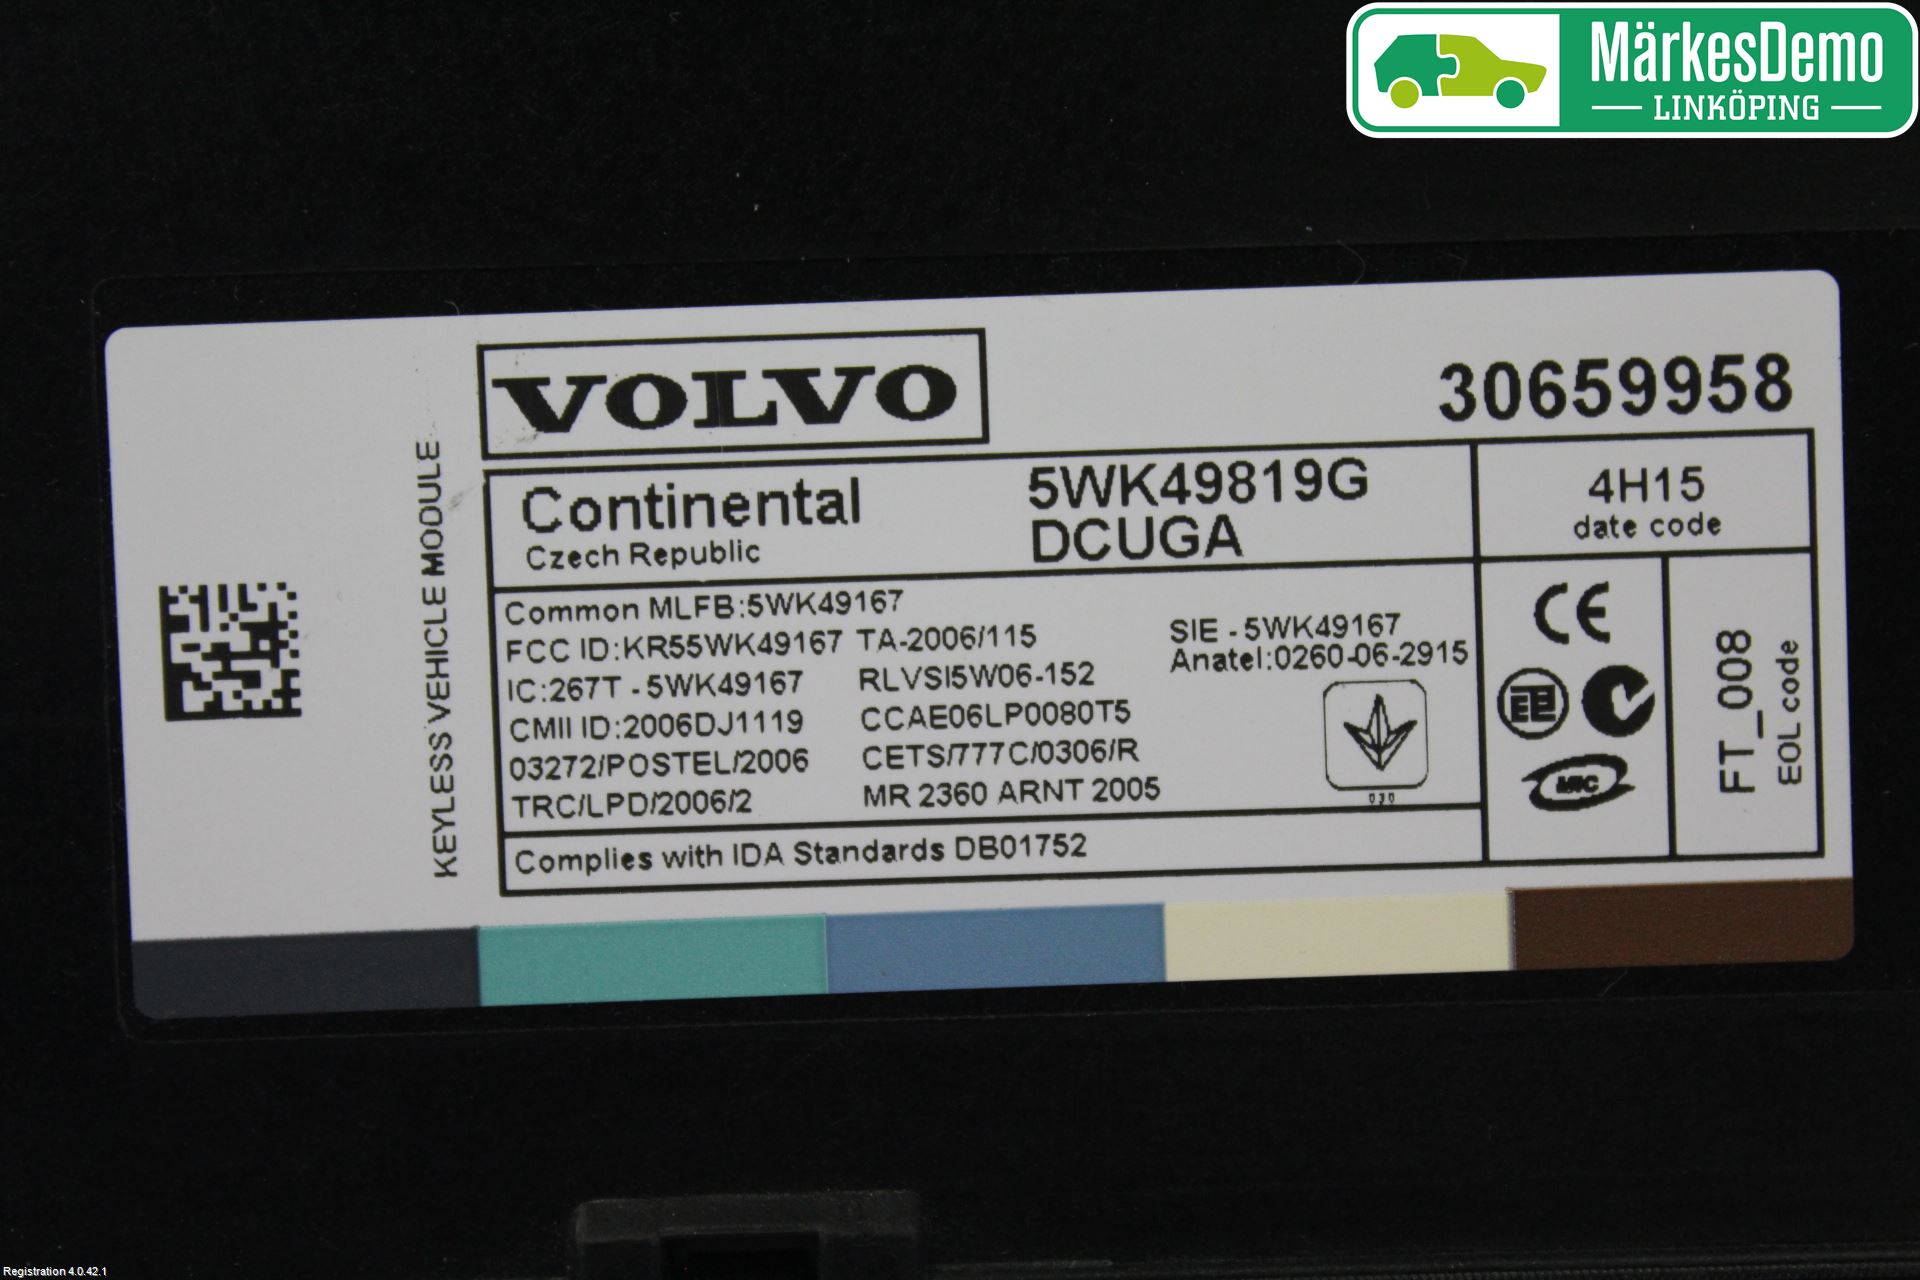 MärkesDemo
LINKÖPING
VOLVO
30659958
KEYLESS VEHICLE MODULE
Continental
Czech Republic
5WK49819G
DCUGA
4H15
date code
Common MLFB:5WK49167
FCC ID:KR55WK49167 TA-2006/115
IC:267T - 5WK49167 RLVSI5W06-152
CMII ID:2006DJ1119 CCAE06LP0080T5
03272/POSTEL/2006 CETS/777C/0306/R
TRC/LPD/2006/2 MR 2360 ARNT 2005
SIE - 5WK49167
Anatel:0260-06-2915
030
CE
MIC
FT_008
EOL code
Complies with IDA Standards DB01752
Registration 4.0.42.1